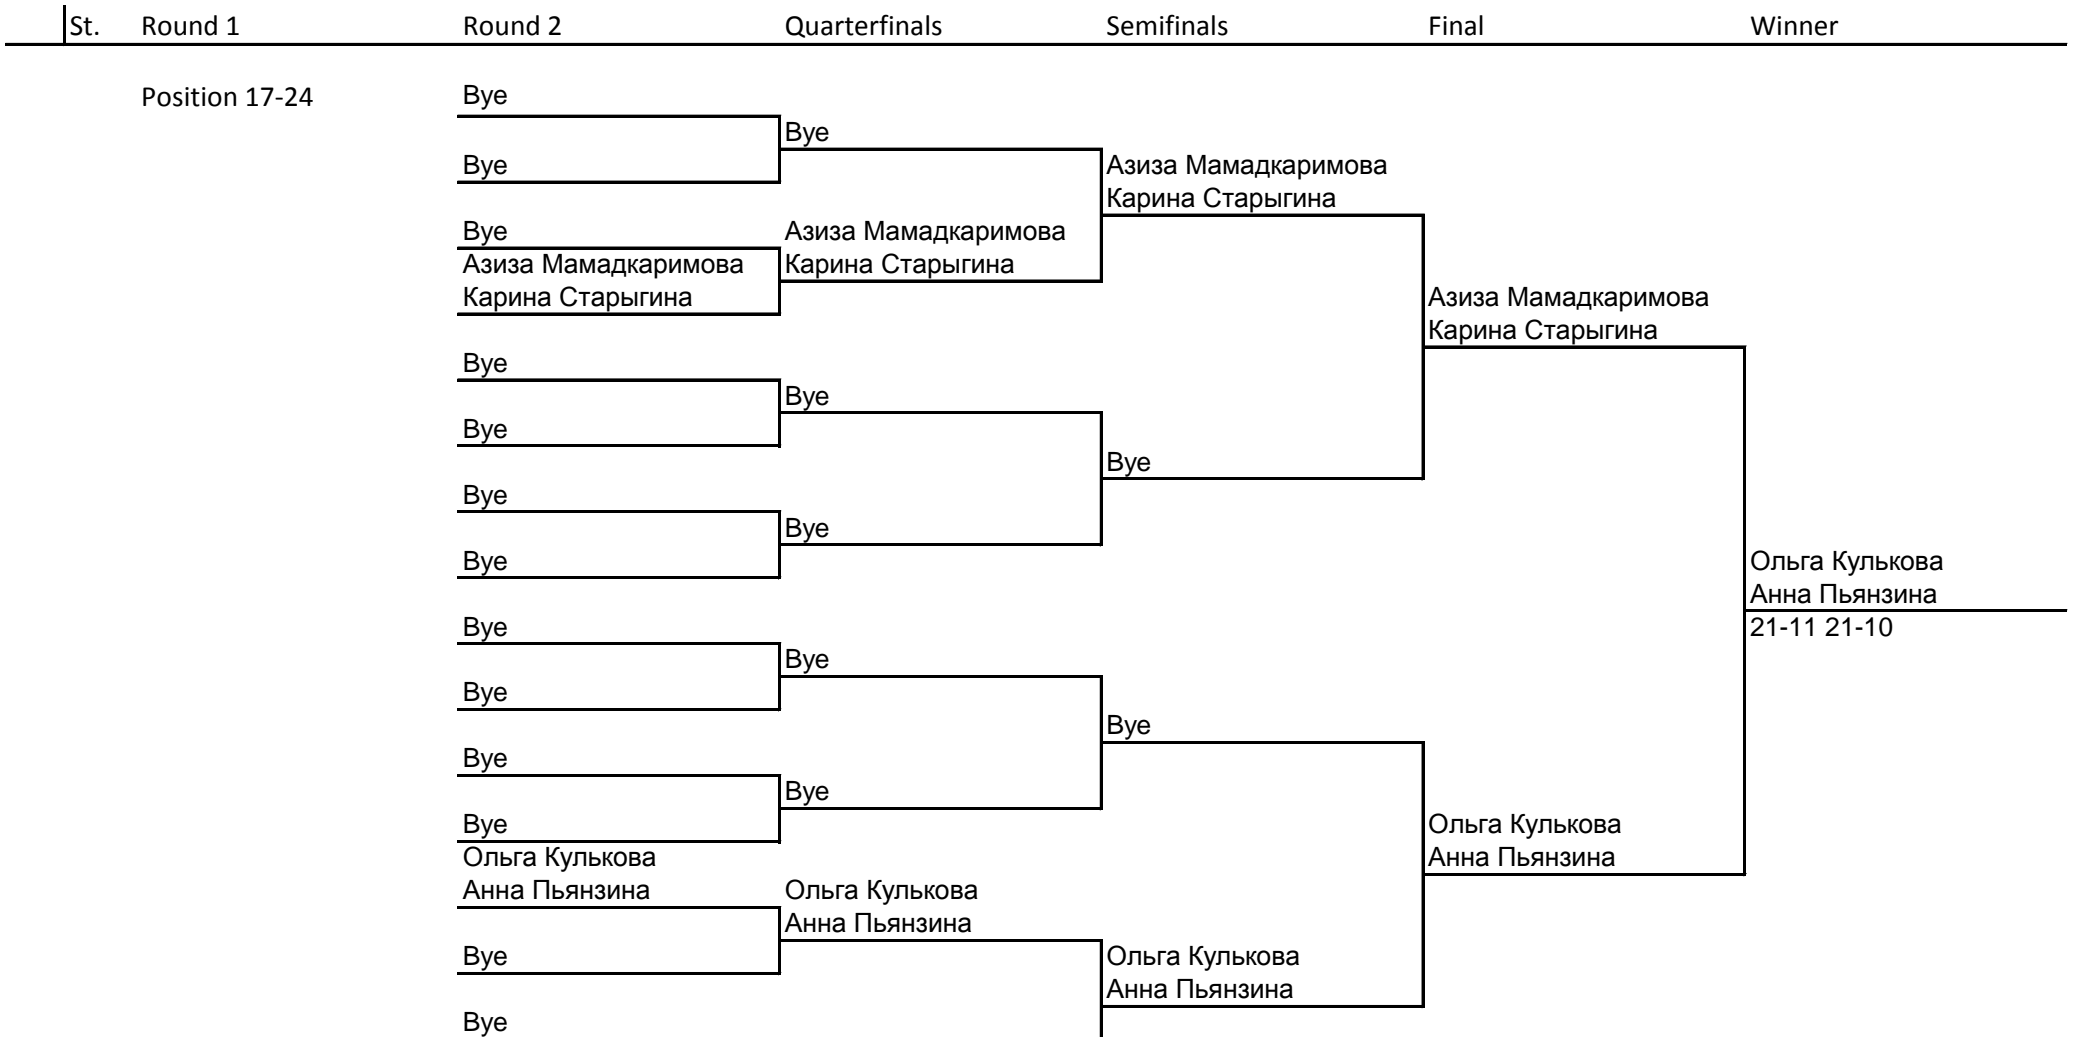 St. Round 1 Round 2 Quarterfinals Semifinals Final Winner
Position 17-24 Bye
Bye
Bye Азиза Мамадкаримова
Карина Старыгина
Bye Азиза Мамадкаримова
Азиза Мамадкаримова Карина Старыгина
Карина Старыгина Азиза Мамадкаримова
Карина Старыгина
Bye
Bye
Bye
Bye
Bye
Bye
Bye Ольга Кулькова
Анна Пьянзина
Bye 21-11 21-10
Bye
Bye
Bye
Bye
Bye
Bye Ольга Кулькова
Ольга Кулькова Анна Пьянзина
Анна Пьянзина Ольга Кулькова
Анна Пьянзина
Bye Ольга Кулькова
Анна Пьянзина
Bye